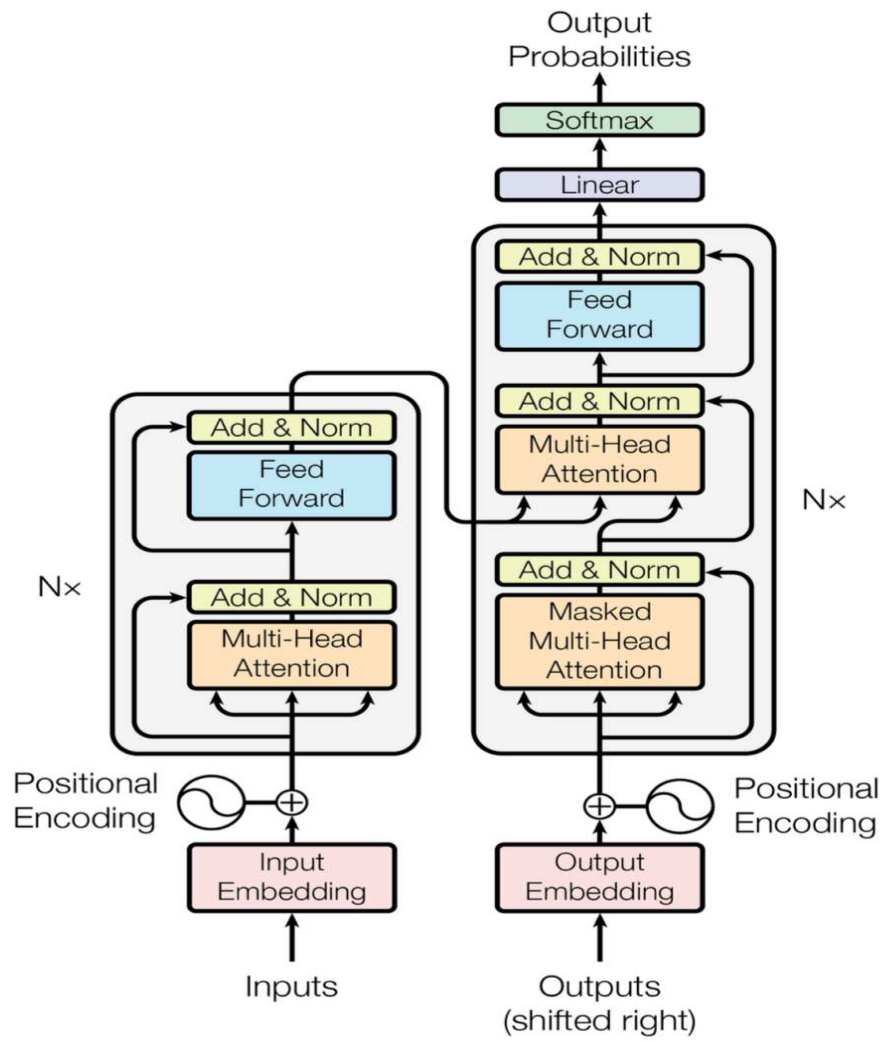 Output
Probabilities
Softmax
Linear
Add & Norm
Feed
Forward
Add & Norm
Multi-Head
Attention
Nx
Add & Norm
Masked
Multi-Head
Attention
Add & Norm
Feed
Forward
Nx
Add & Norm
Multi-Head
Attention
Positional
Encoding
Positional
Encoding
Input
Embedding
Output
Embedding
Inputs
Outputs
(shifted right)